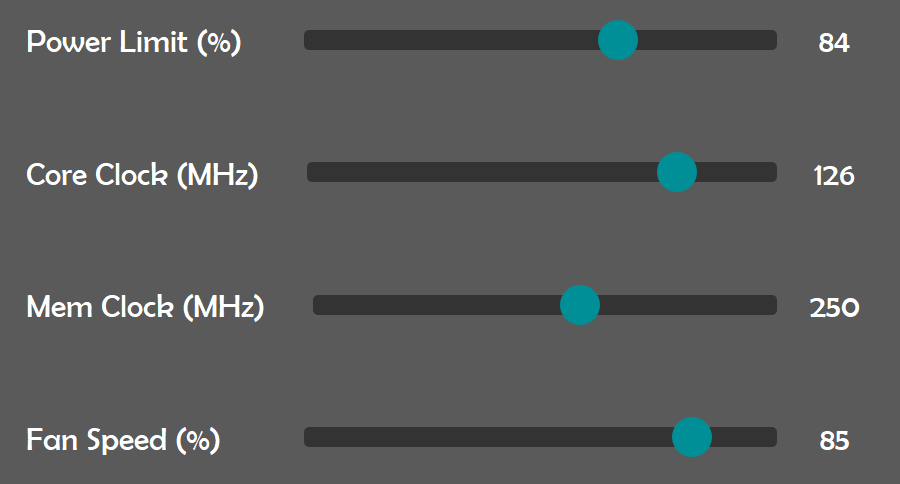 Power Limit (%) 84
Core Clock (MHz) 126
Mem Clock (MHz) 250
Fan Speed (%) 85